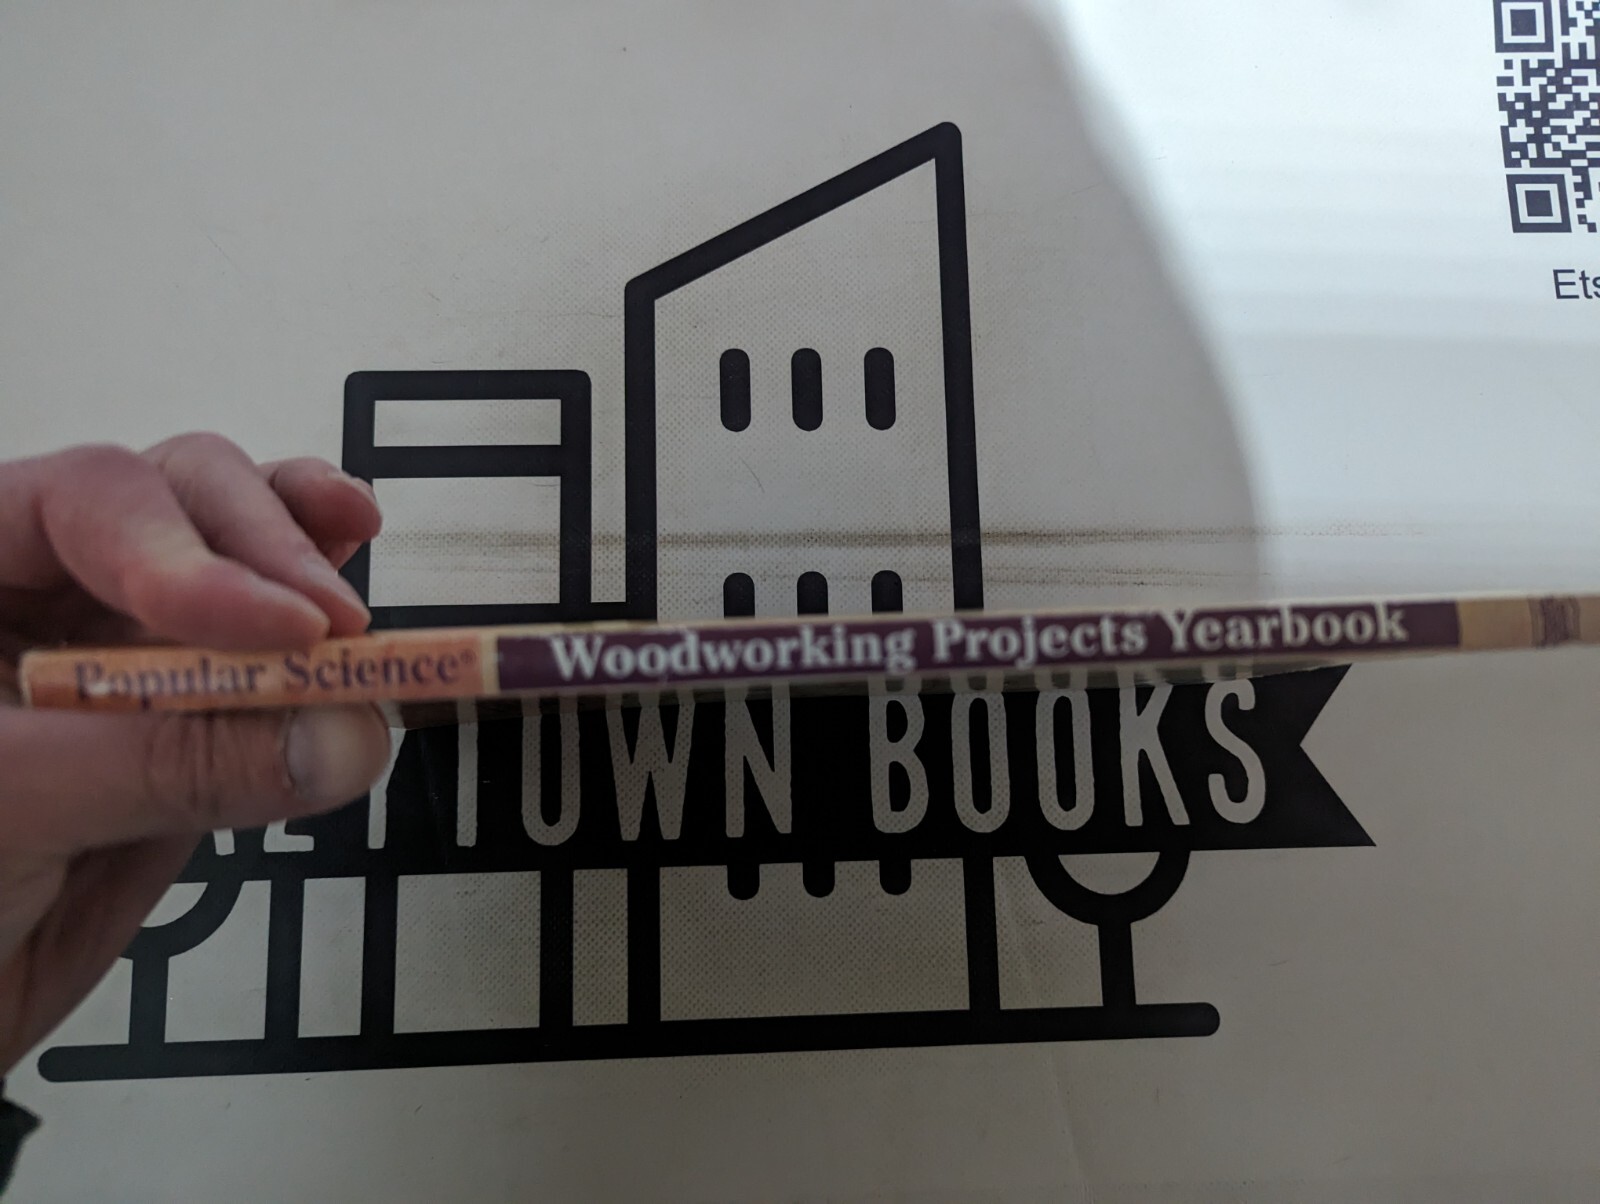 Ets
Popular Science® Woodworking Projects Yearbook
TOWN BOOKS